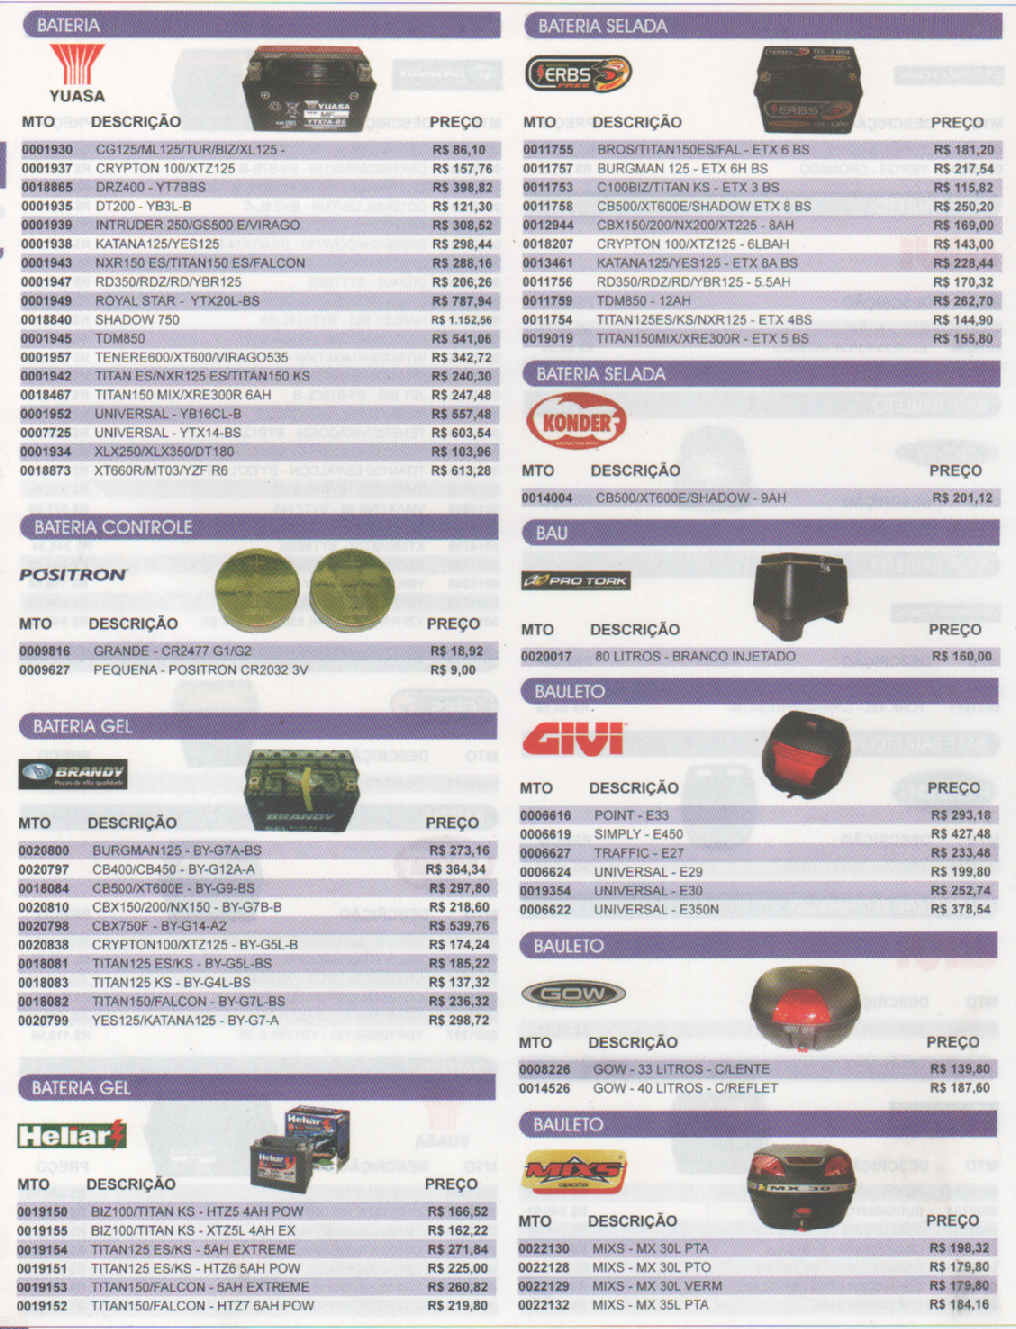 BATERIA
YUASA
MTO DESCRIÇÃO PREÇO
0001930 CG125/ML125/TUR/BIZ/XL125 - R$ 86,10
0001937 CRYPTON 100/XTZ125 R$ 157,76
0018865 DRZ400 - YT7BBS R$ 398,82
0001935 DT200 - YB3L-B R$ 121,30
0001939 INTRUDER 250/GS500 E/VIRAGO R$ 308,52
0001938 KATANA125/YES125 R$ 298,44
0001943 NXR150 ES/TITAN150 ES/FALCON R$ 288,16
0001947 RD350/RDZ/RD/YBR125 R$ 206,26
0001949 ROYAL STAR - YTX20L-BS R$ 787,94
0018840 SHADOW 750 R$ 1.152,56
0001945 TDM850 R$ 541,06
0001957 TENERE600/XT600/VIRAGO535 R$ 342,72
0001942 TITAN ES/NXR125 ES/TITAN150 KS R$ 240,30
0018467 TITAN150 MIX/XRE300R 6AH R$ 247,48
0001952 UNIVERSAL - YB16CL-B R$ 557,48
0007725 UNIVERSAL - YTX14-BS R$ 603,54
0001934 XLX250/XLX350/DT180 R$ 103,96
0018873 XT660R/MT03/YZF R6 R$ 613,28
BATERIA CONTROLE
POSITRON
MTO DESCRIÇÃO PREÇO
0009816 GRANDE - CR2477 G1/G2 R$ 18,92
0009627 PEQUENA - POSITRON CR2032 3V R$ 9,00
BATERIA GEL
BRANDY
Peças de alta qualidade
BRANDY
MTO DESCRIÇÃO PREÇO
0020800 BURGMAN125 - BY-G7A-BS R$ 273,16
0020797 CB400/CB450 - BY-G12A-A R$ 364,34
0018084 CB500/XT600E - BY-G9-BS R$ 297,80
0020810 CBX150/200/NX150 - BY-G7B-B R$ 218,60
0020798 CBX750F - BY-G14-A2 R$ 539,76
0020838 CRYPTON100/XTZ125 - BY-G5L-B R$ 174,24
0018081 TITAN125 ES/KS - BY-G5L-BS R$ 185,22
0018083 TITAN125 KS - BY-G4L-BS R$ 137,32
0018082 TITAN150/FALCON - BY-G7L-BS R$ 236,32
0020799 YES125/KATANA125 - BY-G7-A R$ 298,72
BATERIA GEL
Heliar
MTO DESCRIÇÃO PREÇO
0019150 BIZ100/TITAN KS - HTZ5 4AH POW R$ 166,52
0019155 BIZ100/TITAN KS - XTZ5L 4AH EX R$ 162,22
0019154 TITAN125 ES/KS - 5AH EXTREME R$ 271,84
0019151 TITAN125 ES/KS - HTZ6 5AH POW R$ 225,00
0019153 TITAN150/FALCON - 6AH EXTREME R$ 260,82
0019152 TITAN150/FALCON - HTZ7 6AH POW R$ 219,80
BATERIA SELADA
ERBS
FREE
MTO DESCRIÇÃO PREÇO
0011755 BROS/TITAN150ES/FAL - ETX 6 BS R$ 181,20
0011757 BURGMAN 125 - ETX 6H BS R$ 217,54
0011753 C100BIZ/TITAN KS - ETX 3 BS R$ 115,82
0011758 CB500/XT600E/SHADOW ETX 8 BS R$ 250,20
0012944 CBX150/200/NX200/XT225 - 8AH R$ 169,00
0018207 CRYPTON 100/XTZ125 - 6LBAH R$ 143,00
0013461 KATANA125/YES125 - ETX 8A BS R$ 228,44
0011756 RD350/RDZ/RD/YBR125 - 5.5AH R$ 170,32
0011759 TDM850 - 12AH R$ 262,70
0011754 TITAN125ES/KS/NXR125 - ETX 4BS R$ 144,90
0019019 TITAN150MIX/XRE300R - ETX 5 BS R$ 155,80
BATERIA SELADA
KONDER
MTO DESCRIÇÃO PREÇO
0014004 CB500/XT600E/SHADOW - 9AH R$ 201,12
BAU
PRO TORK
MTO DESCRIÇÃO PREÇO
0020017 80 LITROS - BRANCO INJETADO R$ 160,00
BAULETO
GIVI
MTO DESCRIÇÃO PREÇO
0006616 POINT - E33 R$ 293,18
0006619 SIMPLY - E450 R$ 427,48
0006627 TRAFFIC - E27 R$ 233,48
0006624 UNIVERSAL - E29 R$ 199,80
0019354 UNIVERSAL - E30 R$ 252,74
0006622 UNIVERSAL - E350N R$ 378,54
BAULETO
GOW
MTO DESCRIÇÃO PREÇO
0008226 GOW - 33 LITROS - C/LENTE R$ 139,80
0014526 GOW - 40 LITROS - C/REFLET R$ 187,60
BAULETO
MIXS
capacetes
MX 30
MTO DESCRIÇÃO PREÇO
0022130 MIXS - MX 30L PTA R$ 198,32
0022128 MIXS - MX 30L PTO R$ 179,80
0022129 MIXS - MX 30L VERM R$ 179,80
0022132 MIXS - MX 35L PTA R$ 184,16